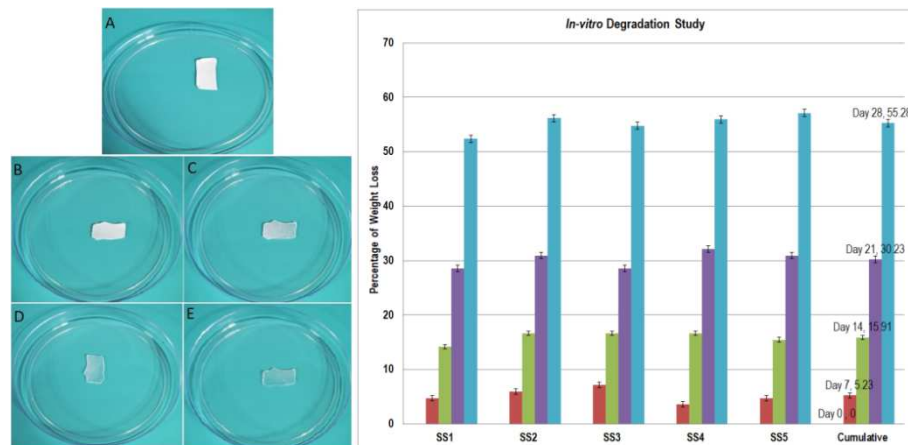 A
B
C
D
E
In-vitro Degradation Study
Percentage of Weight Loss
70
60
50
40
30
20
10
0
Day 28, 55.28
Day 21, 30.23
Day 14, 15.91
Day 7, 5.23
Day 0, 0
SS1
SS2
SS3
SS4
SS5
Cumulative